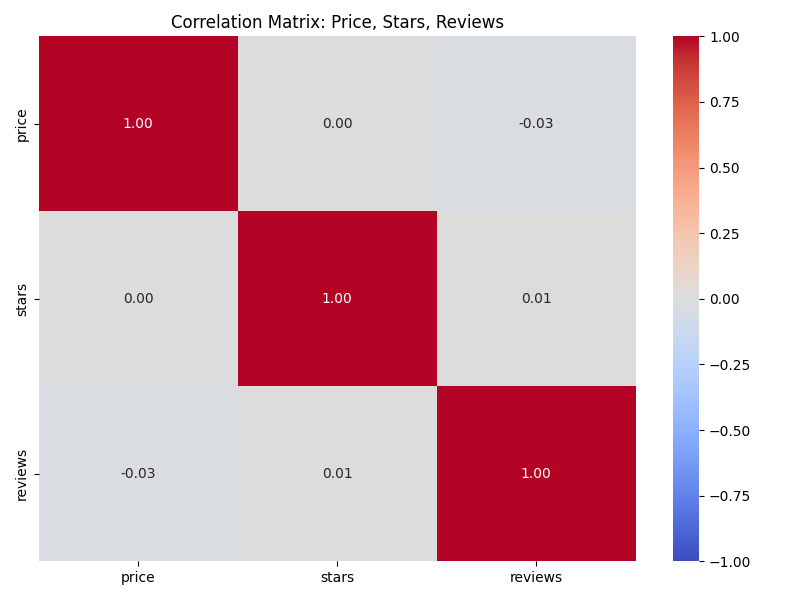 Correlation Matrix: Price, Stars, Reviews
price
1.00
0.00
-0.03
stars
0.00
1.00
0.01
reviews
-0.03
0.01
1.00
price
stars
reviews
1.00
0.75
0.50
0.25
0.00
−0.25
−0.50
−0.75
−1.00